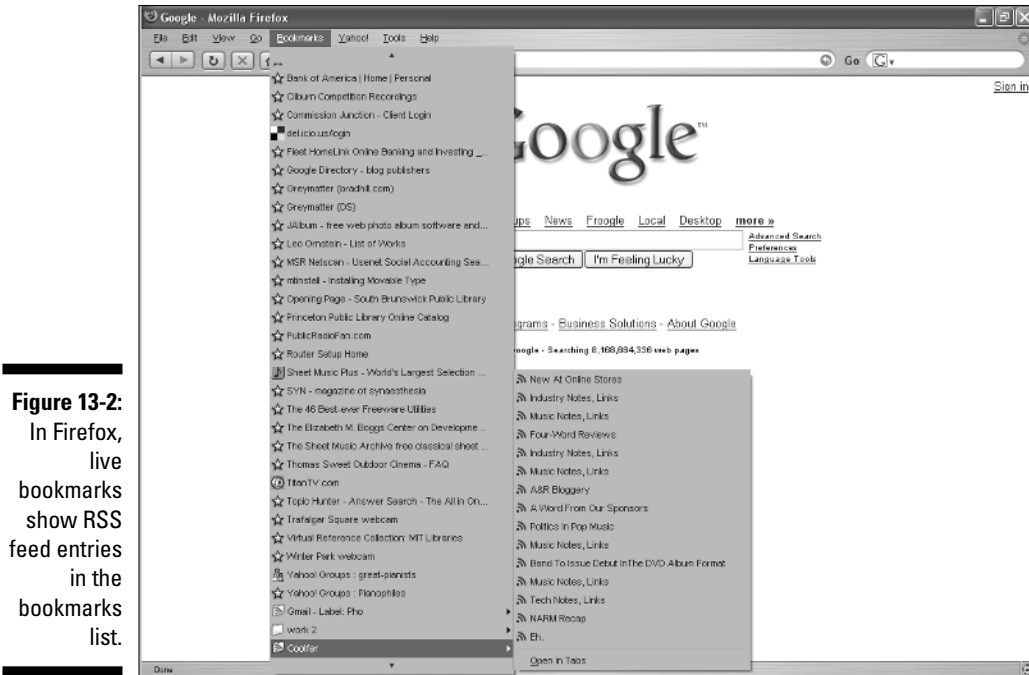 Google - Mozilla Firefox
File Edit View Go Bookmarks Yahoo! Tools Help
Go G
Sign in
Bank of America | Home | Personal
Cliburn Competition Recordings
Commission Junction - Client Login
del.icio.us/login
Fleet HomeLink Online Banking and Investing _...
Google Directory - blog publishers
Greymatter (bradhill.com)
Greymatter (DS)
JAlbum - free web photo album software and...
Leo Ornstein - List of Works
MSR Netscan - Usenet Social Accounting Sea...
mtinstall - Installing Movable Type
Opening Page - South Brunswick Public Library
Princeton Public Library Online Catalog
PublicRadioFan.com
Router Setup Home
Sheet Music Plus - World's Largest Selection ...
SYN - magazine of synaesthesia
The 46 Best-ever Freeware Utilities
The Elizabeth M. Boggs Center on Developme...
The Sheet Music Archive free classical sheet ...
Thomas Sweet Outdoor Cinema - FAQ
TitanTV.com
Topic Hunter - Answer Search - The All in On...
Trafalgar Square webcam
Virtual Reference Collection: MIT Libraries
Winter Park webcam
Yahoo! Groups : great-pianists
Yahoo! Groups : Pianophiles
Gmail - Label: Pho
work 2
Coolfer
Google™
ups News Froogle Local Desktop more »
Advanced Search
Preferences
Language Tools
gle Search I'm Feeling Lucky
grams - Business Solutions - About Google
oogle - Searching 8,168,684,336 web pages
New At Online Stores
Industry Notes, Links
Music Notes, Links
Four-Word Reviews
Industry Notes, Links
Music Notes, Links
A&R Bloggery
A Word From Our Sponsors
Politics In Pop Music
Music Notes, Links
Band To Issue Debut InThe DVD Album Format
Music Notes, Links
Tech Notes, Links
NARM Recap
Eh.
Open in Tabs
Done
Figure 13-2:
In Firefox,
live
bookmarks
show RSS
feed entries
in the
bookmarks
list.